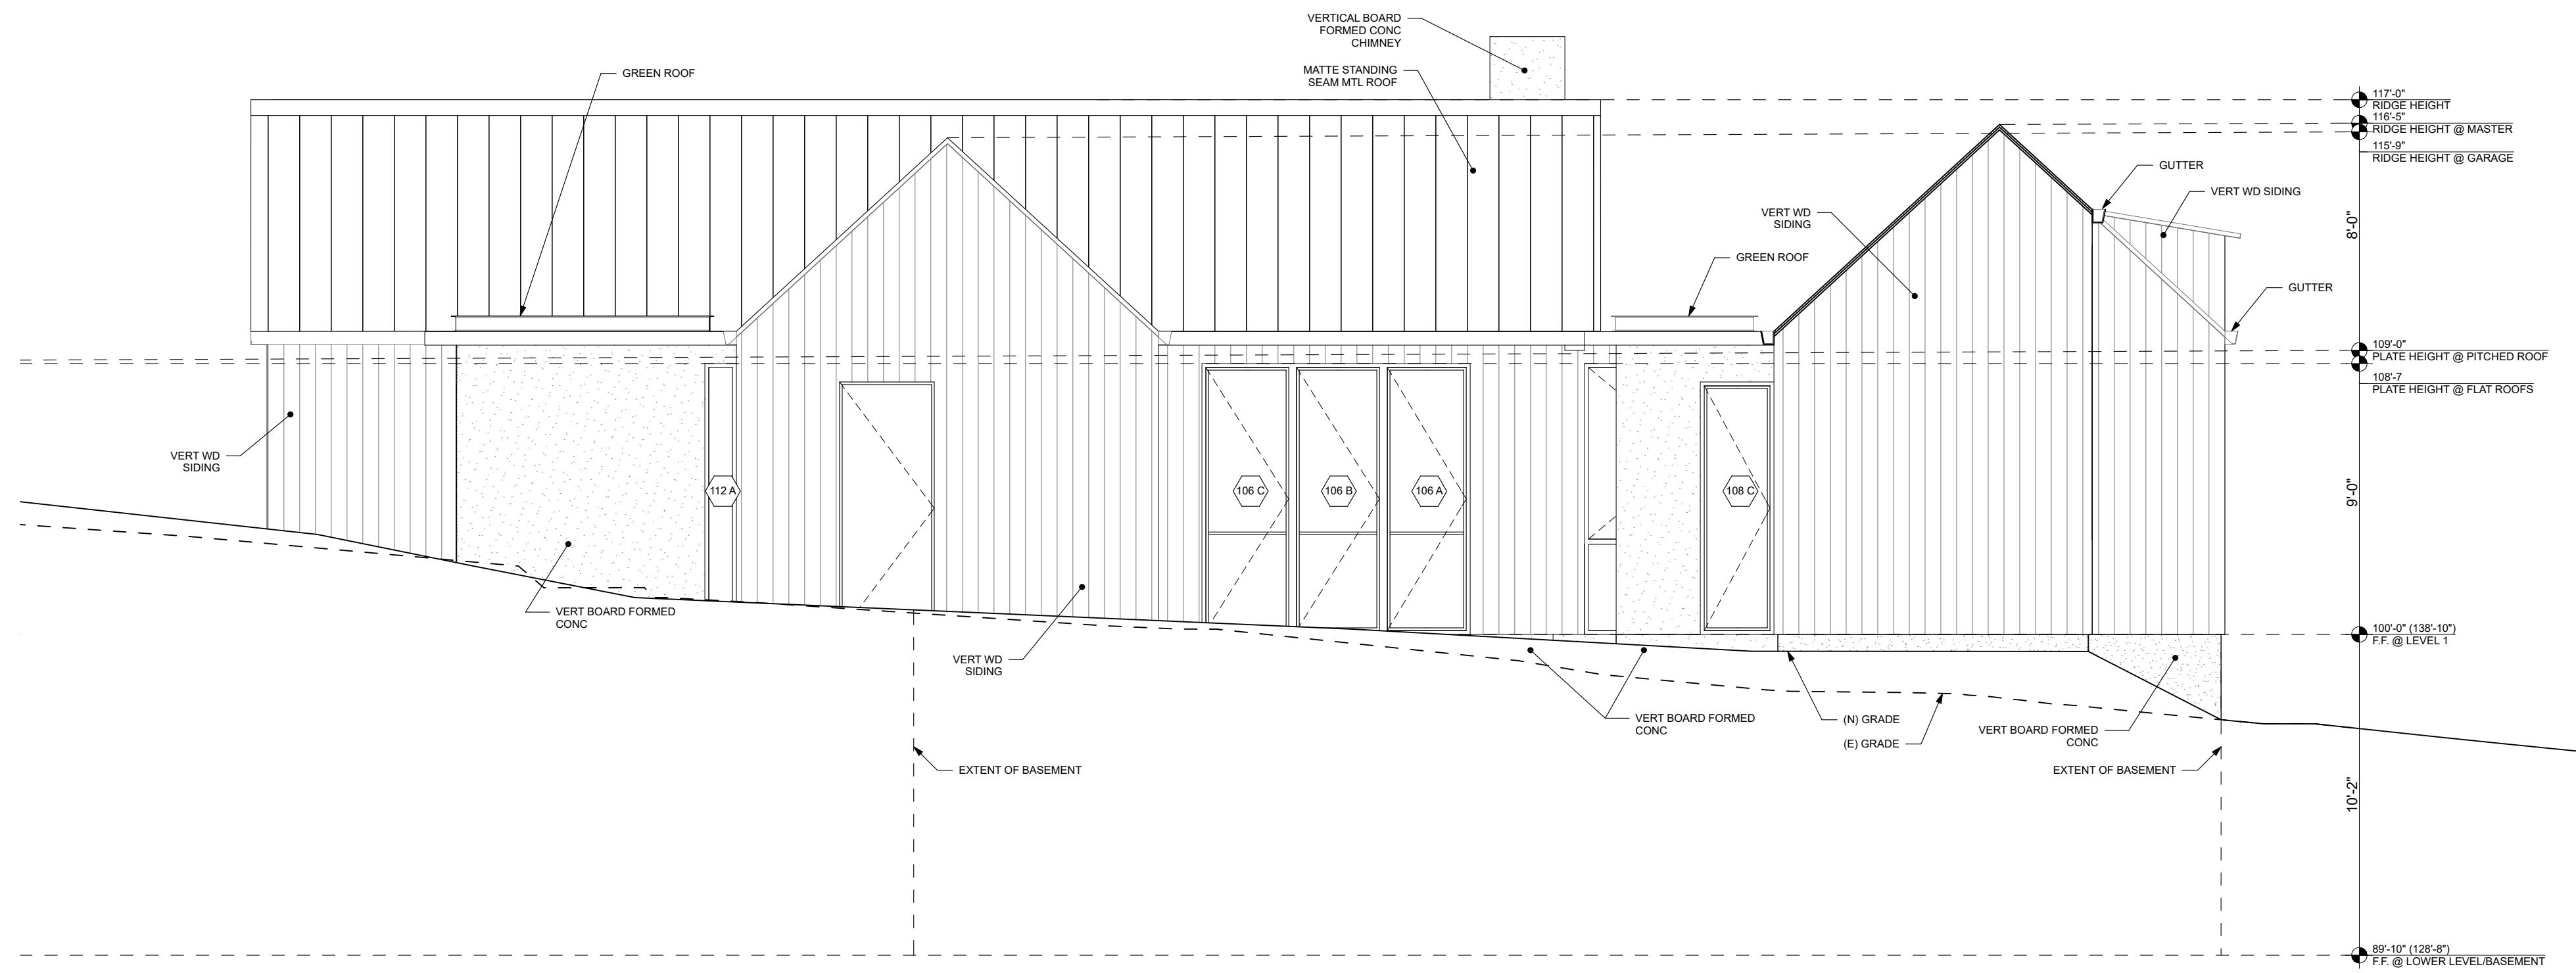 VERTICAL BOARD
FORMED CONC
CHIMNEY
MATTE STANDING
SEAM MTL ROOF
GREEN ROOF
117'-0"
RIDGE HEIGHT
116'-5"
RIDGE HEIGHT @ MASTER
115'-9"
RIDGE HEIGHT @ GARAGE
GUTTER
VERT WD SIDING
VERT WD
SIDING
8'-0"
GREEN ROOF
GUTTER
109'-0"
PLATE HEIGHT @ PITCHED ROOF
108'-7
PLATE HEIGHT @ FLAT ROOFS
VERT WD
SIDING
112 A
106 C
106 B
106 A
108 C
9'-0"
VERT BOARD FORMED
CONC
100'-0" (138'-10")
F.F. @ LEVEL 1
VERT WD
SIDING
VERT BOARD FORMED
CONC
(N) GRADE
(E) GRADE
VERT BOARD FORMED
CONC
EXTENT OF BASEMENT
EXTENT OF BASEMENT
10'-2"
89'-10" (128'-8")
F.F. @ LOWER LEVEL/BASEMENT